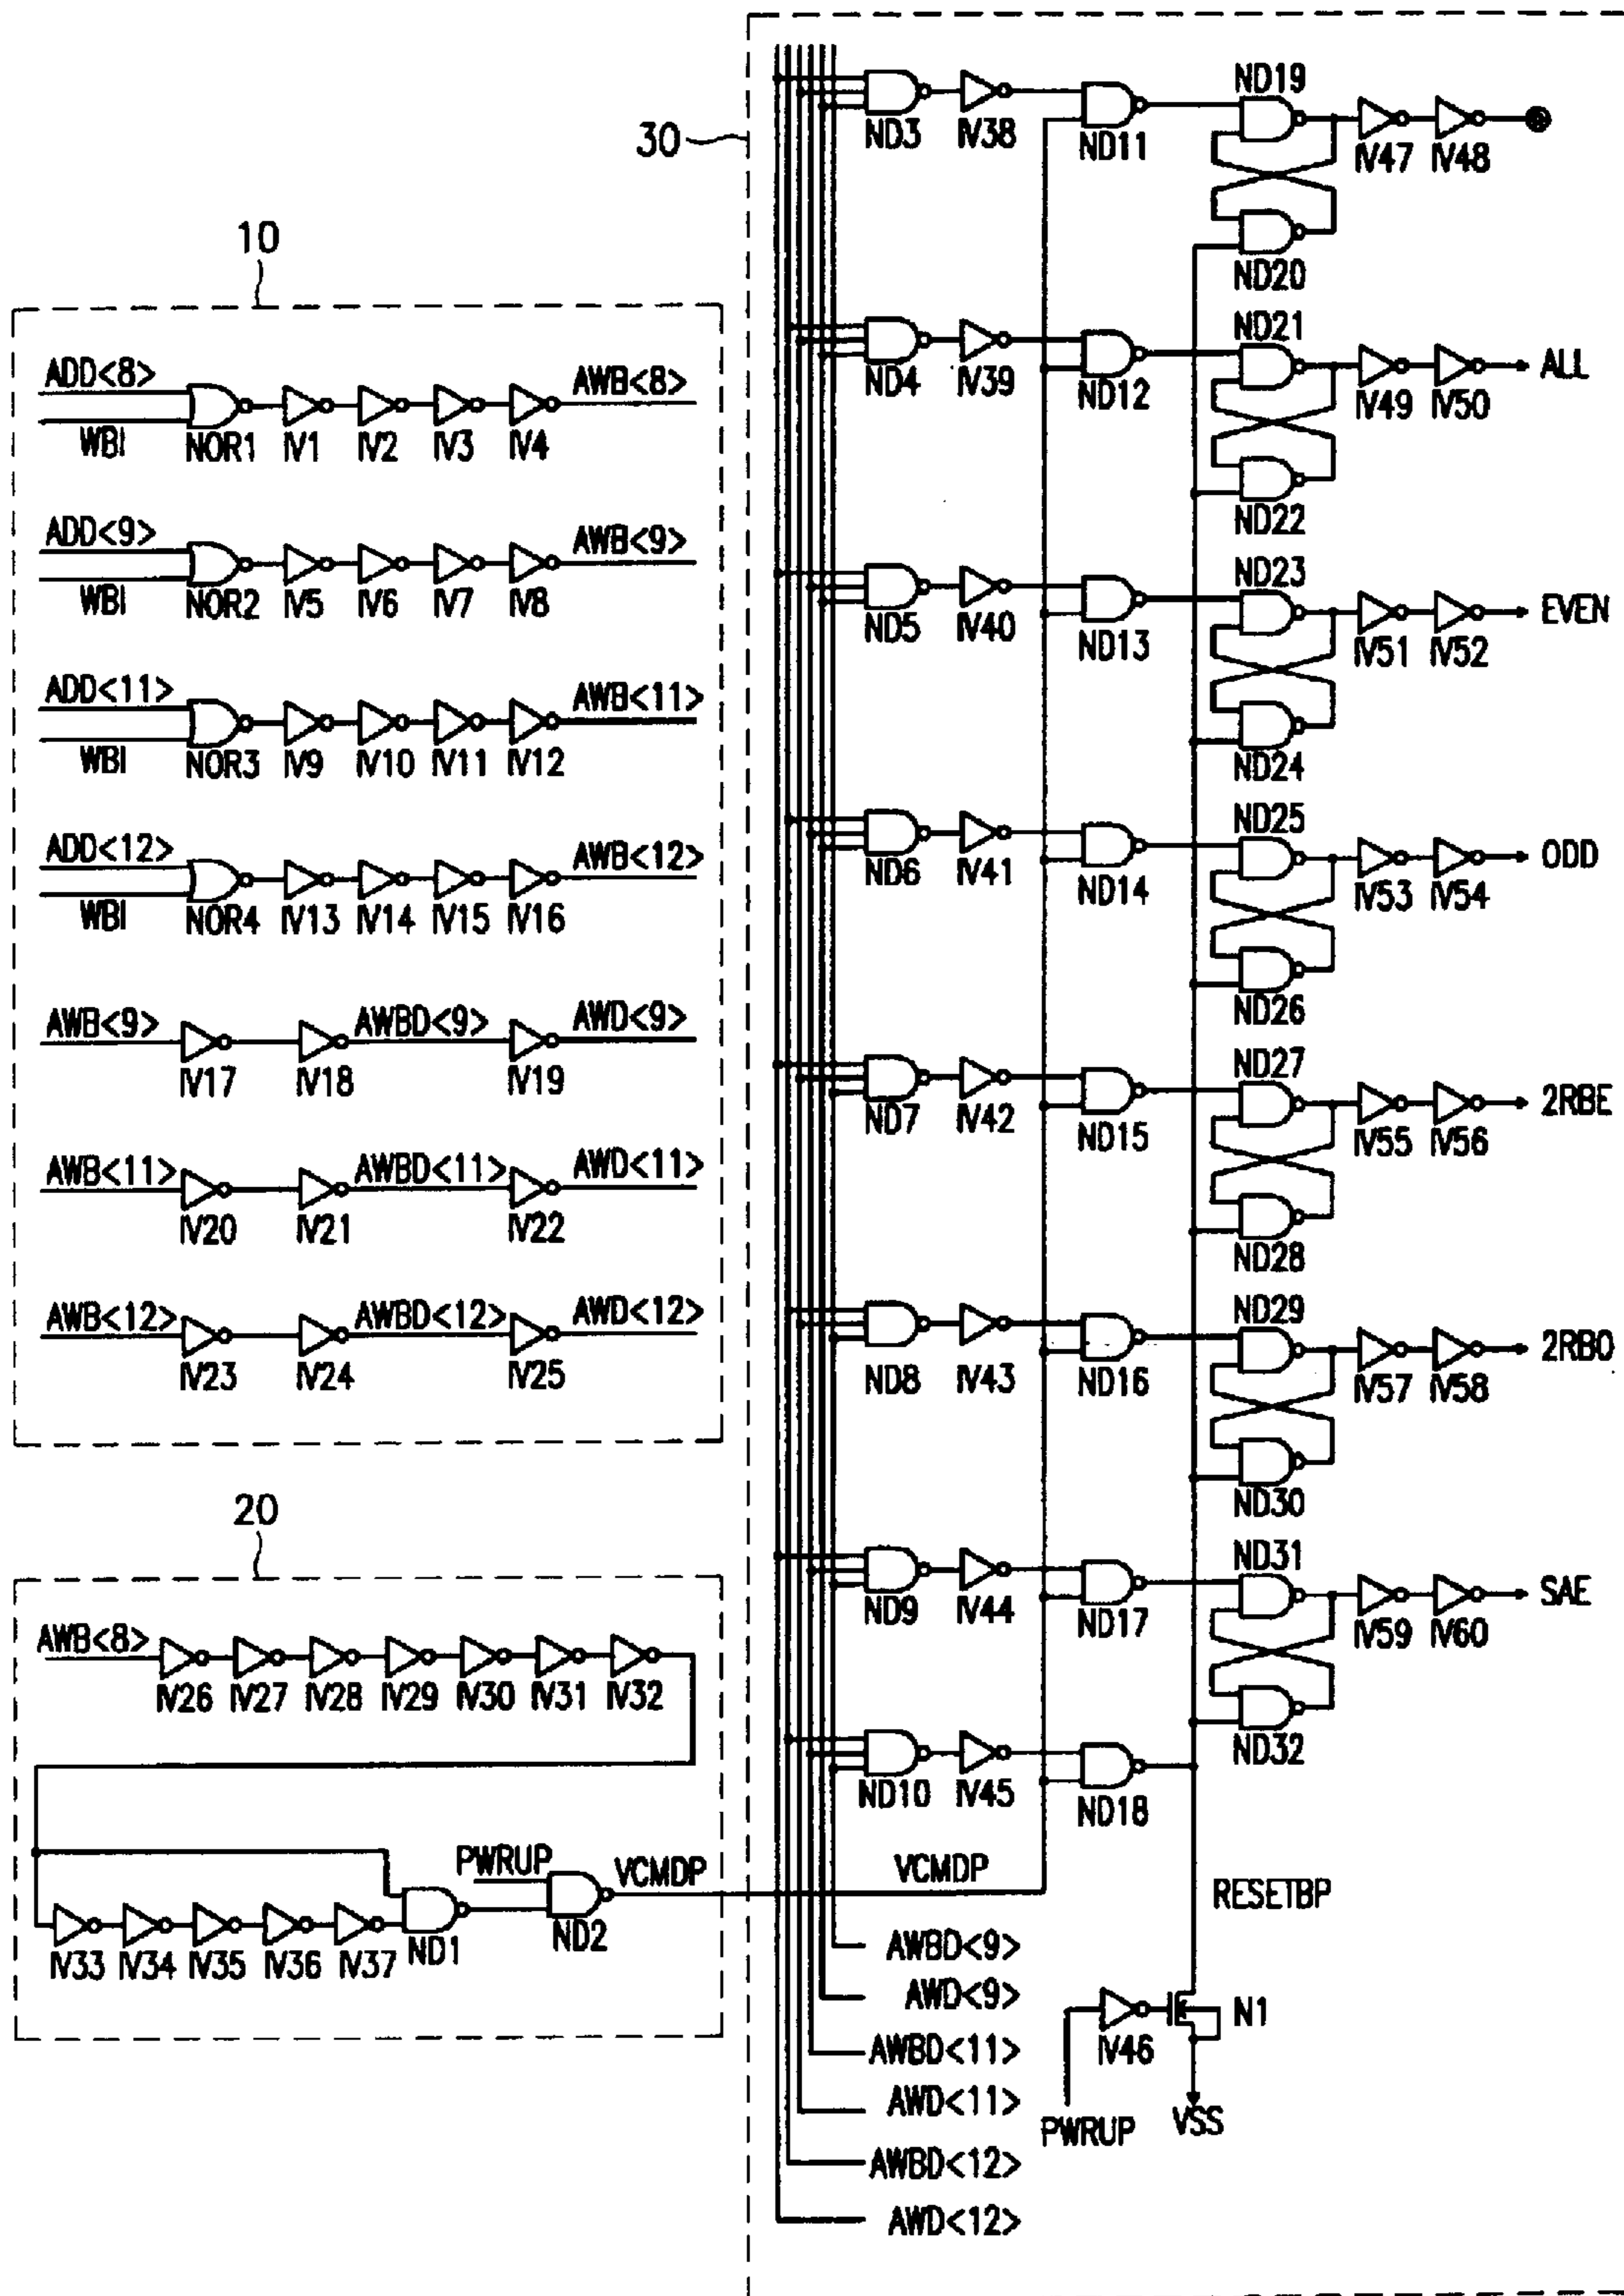 30
ND3 IV38 ND11 ND19 IV47 IV48
ND20
ND4 IV39 ND12 ND21 IV49 IV50 ALL
ND22
ND5 IV40 ND13 ND23 IV51 IV52 EVEN
ND24
ND6 IV41 ND14 ND25 IV53 IV54 ODD
ND26
ND7 IV42 ND15 ND27 IV55 IV56 2RBE
ND28
ND8 IV43 ND16 ND29 IV57 IV58 2RBO
ND30
ND9 IV44 ND17 ND31 IV59 IV60 SAE
ND32
ND10 IV45 ND18
VCMDP
RESETBP
AWBD<9>
AWD<9>
AWBD<11>
AWD<11>
AWBD<12>
AWD<12>
IV46 N1
PWRUP VSS
10
ADD<8> AWB<8>
WBI NOR1 IV1 IV2 IV3 IV4
ADD<9> AWB<9>
WBI NOR2 IV5 IV6 IV7 IV8
ADD<11> AWB<11>
WBI NOR3 IV9 IV10 IV11 IV12
ADD<12> AWB<12>
WBI NOR4 IV13 IV14 IV15 IV16
AWB<9> AWBD<9> AWD<9>
IV17 IV18 IV19
AWB<11> AWBD<11> AWD<11>
IV20 IV21 IV22
AWB<12> AWBD<12> AWD<12>
IV23 IV24 IV25
20
AWB<8>
IV26 IV27 IV28 IV29 IV30 IV31 IV32
PWRUP VCMDP
IV33 IV34 IV35 IV36 IV37 ND1 ND2